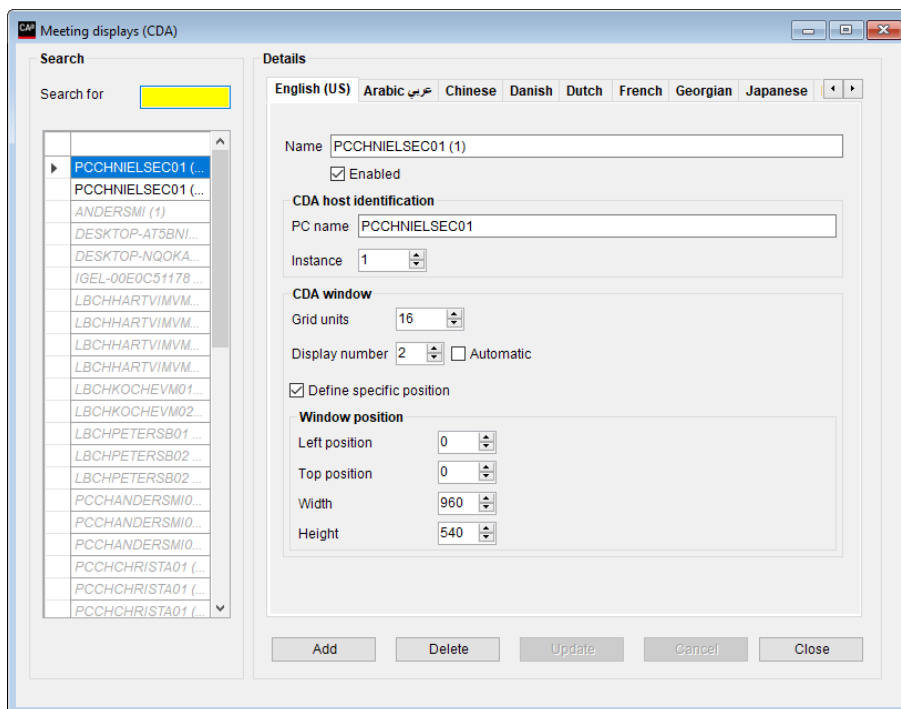 CA³ Meeting displays (CDA)
Search
Search for
PCCHNIELSEC01 (...
PCCHNIELSEC01 (...
ANDERSMI (1)
DESKTOP-AT5BNI...
DESKTOP-NQOKA...
IGEL-00E0C51178 ...
LBCHHARTVIMVM...
LBCHHARTVIMVM...
LBCHHARTVIMVM...
LBCHHARTVIMVM...
LBCHKOCHEVM01...
LBCHKOCHEVM02...
LBCHPETERSB01 ...
LBCHPETERSB02 ...
LBCHPETERSB02 ...
PCCHANDERSMI0...
PCCHANDERSMI0...
PCCHANDERSMI0...
PCCHCHRISTA01 (...
PCCHCHRISTA01 (...
PCCHCHRISTA01 (...
Details
English (US) Arabic عربي Chinese Danish Dutch French Georgian Japanese
Name PCCHNIELSEC01 (1)
Enabled
CDA host identification
PC name PCCHNIELSEC01
Instance 1
CDA window
Grid units 16
Display number 2 Automatic
Define specific position
Window position
Left position 0
Top position 0
Width 960
Height 540
Add Delete Update Cancel Close